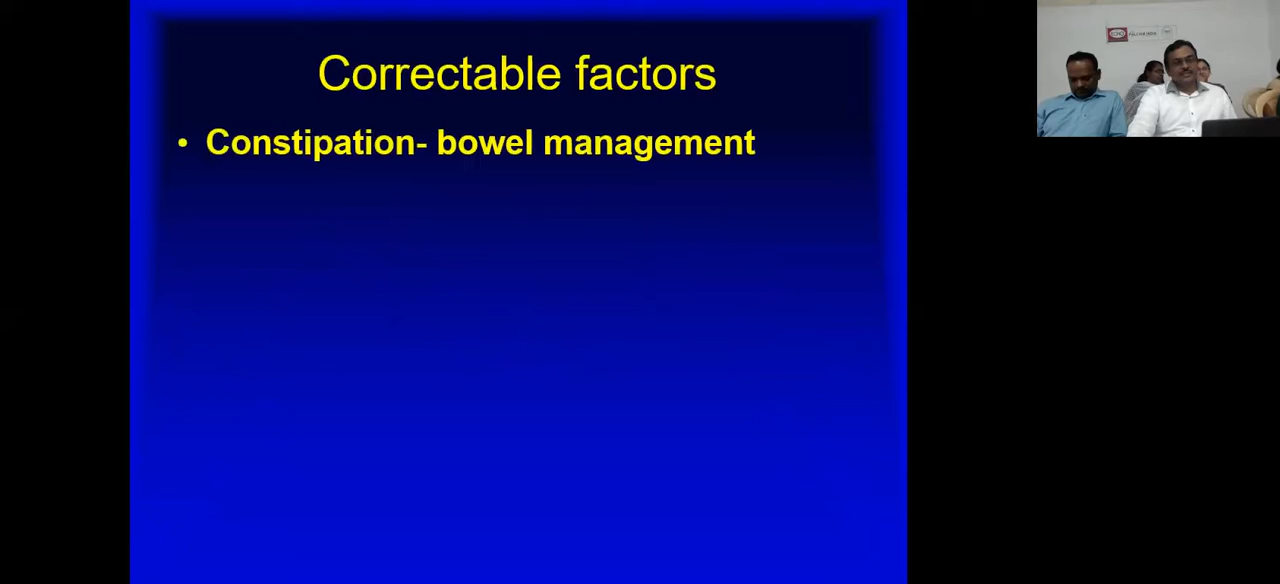 Correctable factors
• Constipation- bowel management